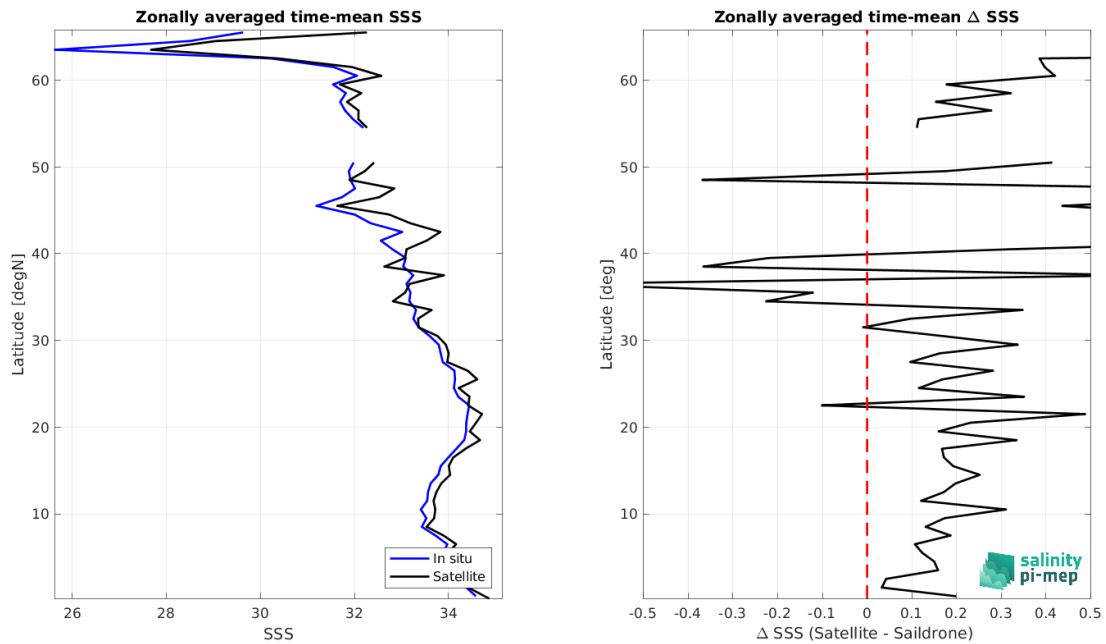 Zonally averaged time-mean SSS
60
50
40
30
20
10
Latitude [degN]
26
28
30
32
34
SSS
In situ
Satellite
Zonally averaged time-mean Δ SSS
60
50
40
30
20
10
Latitude [deg]
-0.5
-0.4
-0.3
-0.2
-0.1
0
0.1
0.2
0.3
0.4
0.5
Δ SSS (Satellite - Saildrone)
salinity
pi-mep